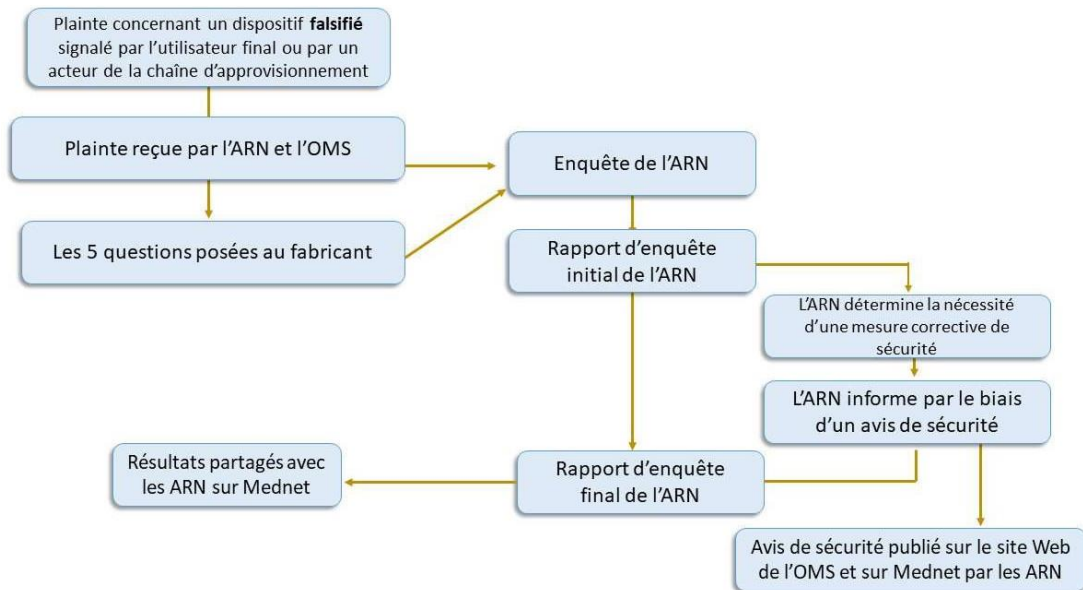 Plainte concernant un dispositif falsifié
signalé par l’utilisateur final ou par un
acteur de la chaîne d’approvisionnement
Plainte reçue par l’ARN et l’OMS
Enquête de l’ARN
Les 5 questions posées au fabricant
Rapport d’enquête
initial de l’ARN
L’ARN détermine la nécessité
d’une mesure corrective de
sécurité
L’ARN informe par le biais
d’un avis de sécurité
Résultats partagés avec
les ARN sur Mednet
Rapport d’enquête
final de l’ARN
Avis de sécurité publié sur le site Web
de l’OMS et sur Mednet par les ARN